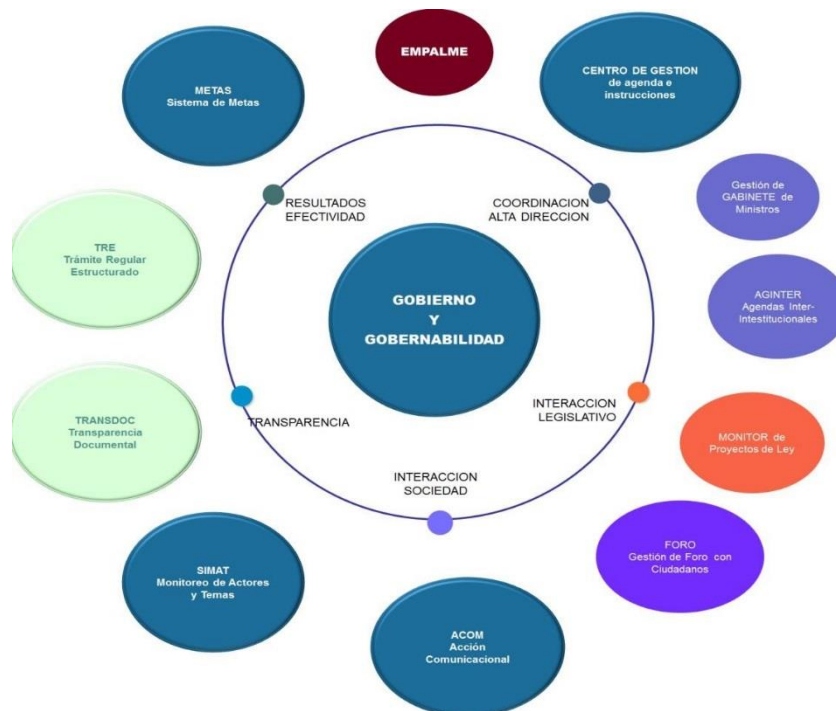 EMPALME
METAS
Sistema de Metas
CENTRO DE GESTION
de agenda e
instrucciones
RESULTADOS
EFECTIVIDAD
COORDINACION
ALTA DIRECCION
Gestión de
GABINETE de
Ministros
TRE
Trámite Regular
Estructurado
AGINTER
Agendas Inter-
Intestitucionales
GOBIERNO
Y
GOBERNABILIDAD
TRANSPARENCIA
INTERACCION
LEGISLATIVO
TRANSDOC
Transparencia
Documental
MONITOR de
Proyectos de Ley
INTERACCION
SOCIEDAD
FORO
Gestión de Foro con
Ciudadanos
SIMAT
Monitoreo de Actores
y Temas
ACOM
Acción
Comunicacional